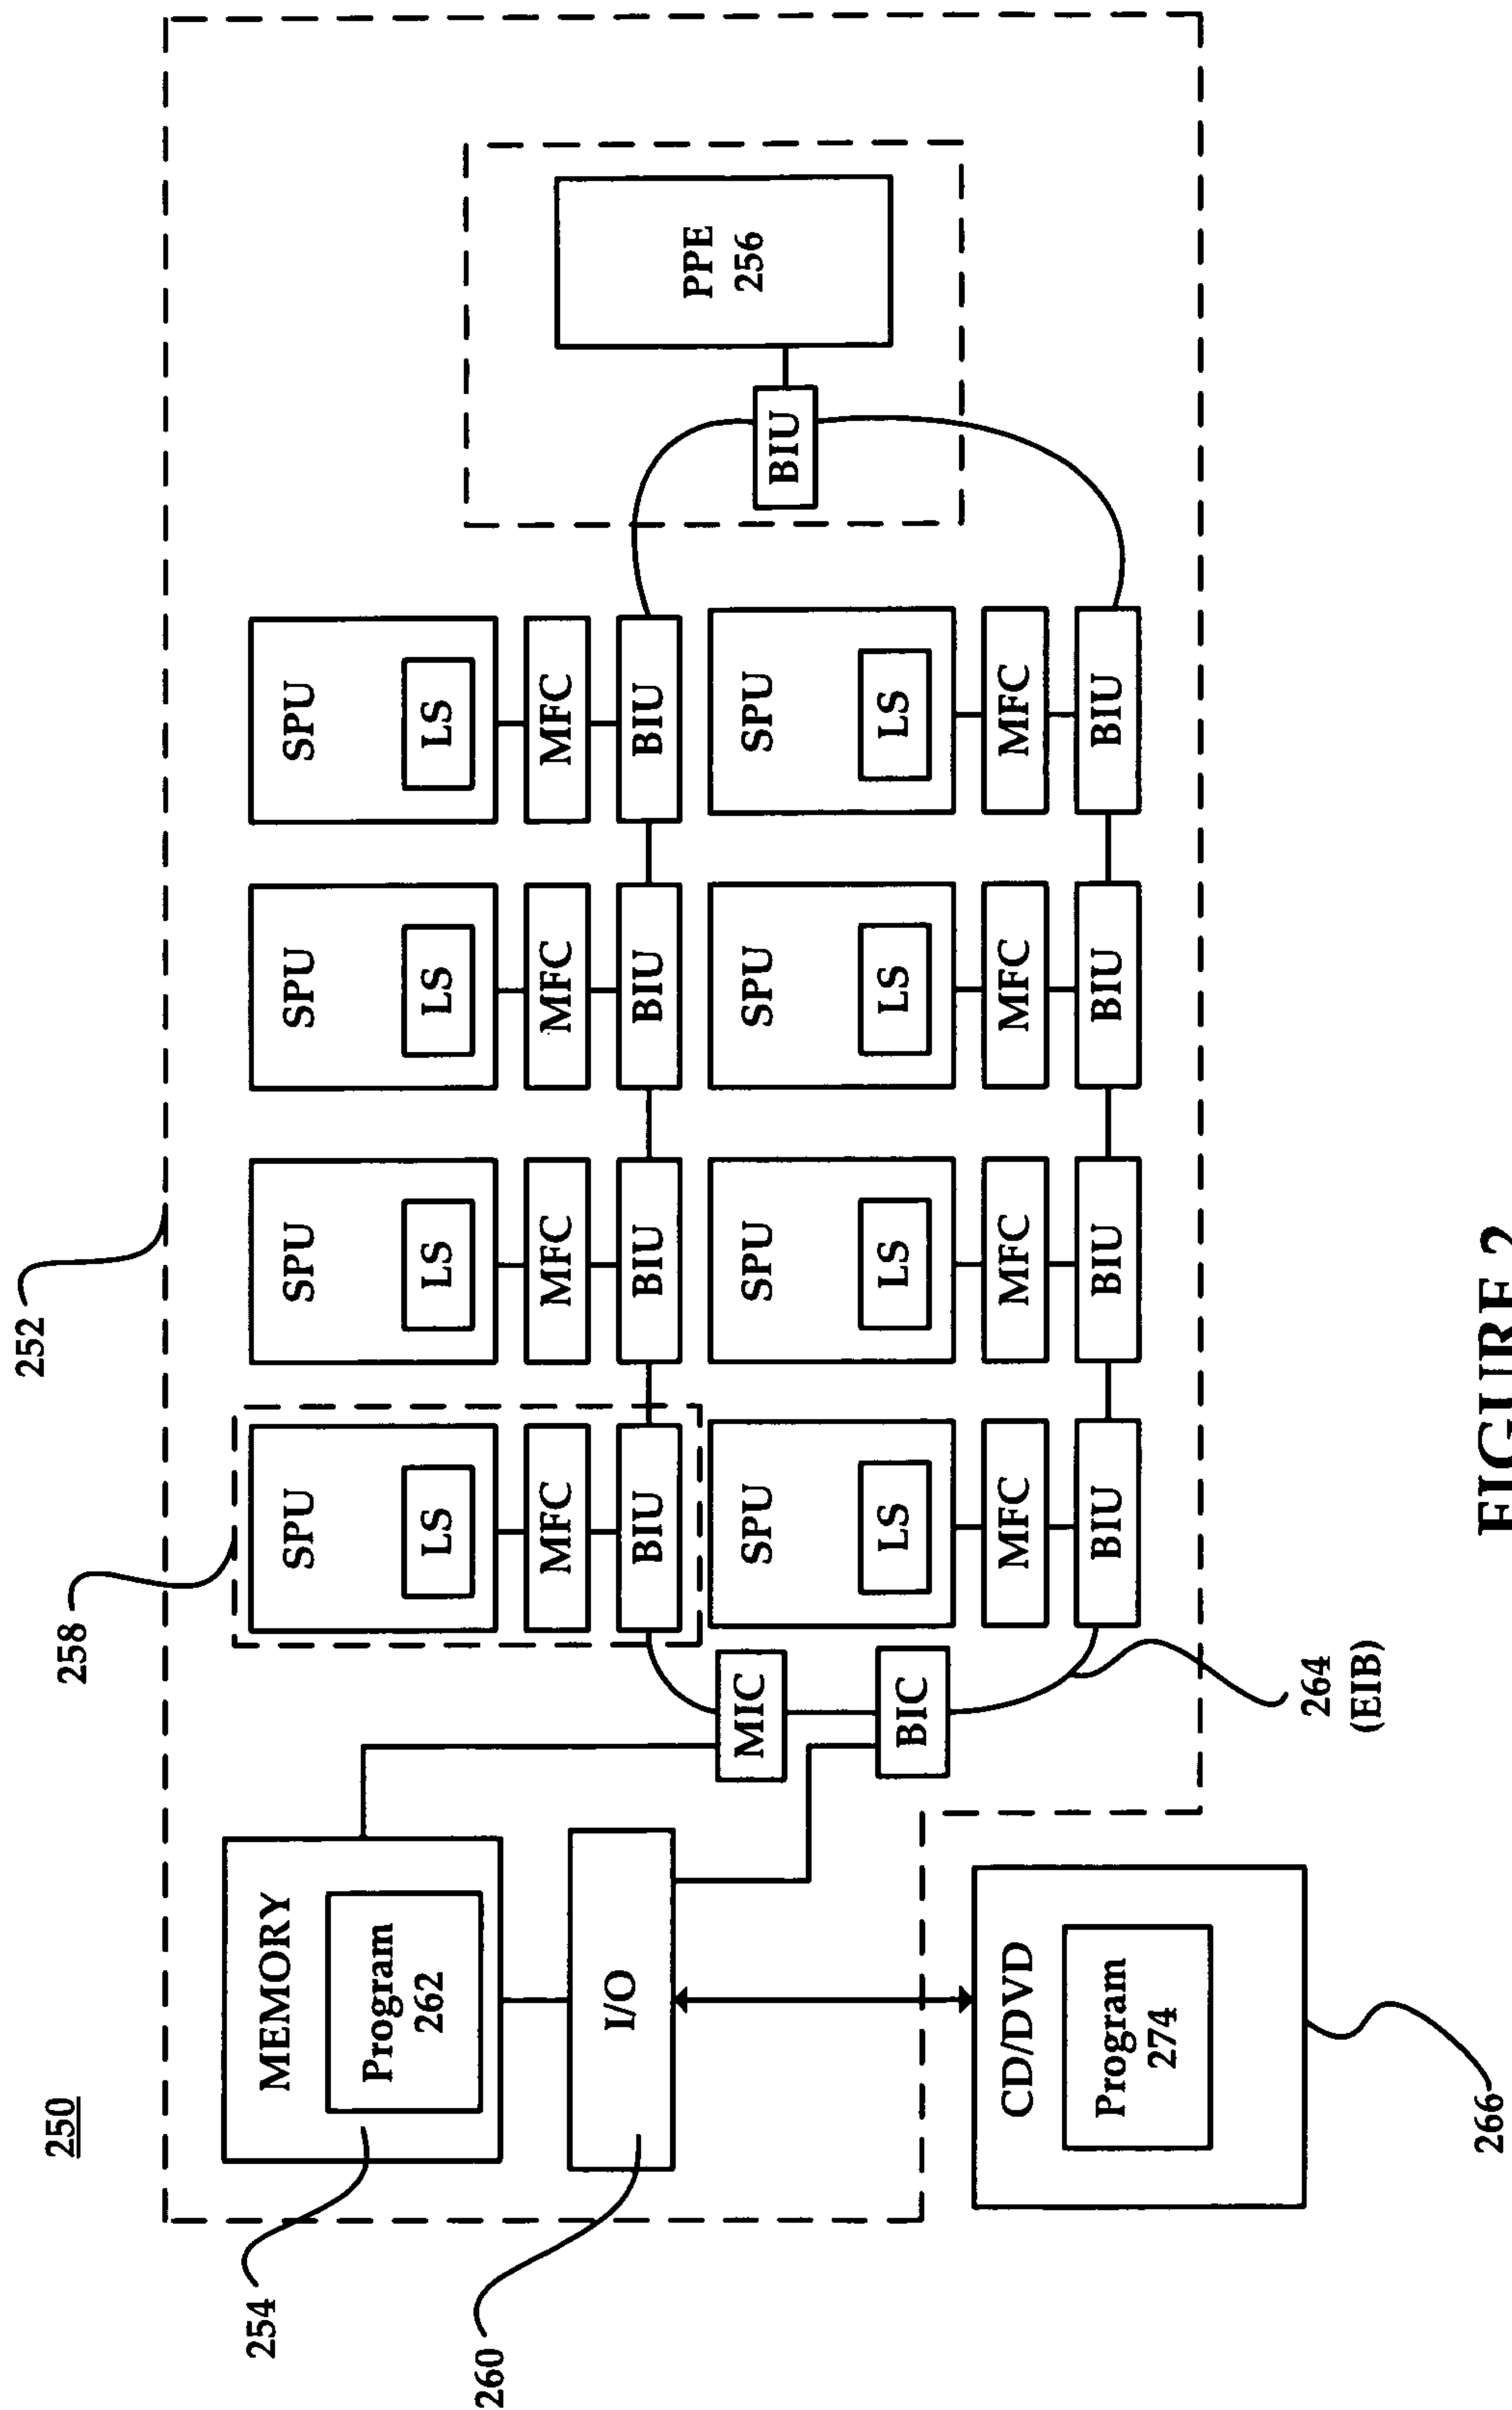 252
250
258
254
MEMORY
Program
262
260
I/O
SPU
LS
MFC
BIU
SPU
LS
MFC
BIU
SPU
LS
MFC
BIU
SPU
LS
MFC
BIU
PPE
256
BIU
MIC
BIC
SPU
LS
MFC
BIU
SPU
LS
MFC
BIU
SPU
LS
MFC
BIU
SPU
LS
MFC
BIU
CD/DVD
Program
274
264
(EIB)
266
FIGURE 2